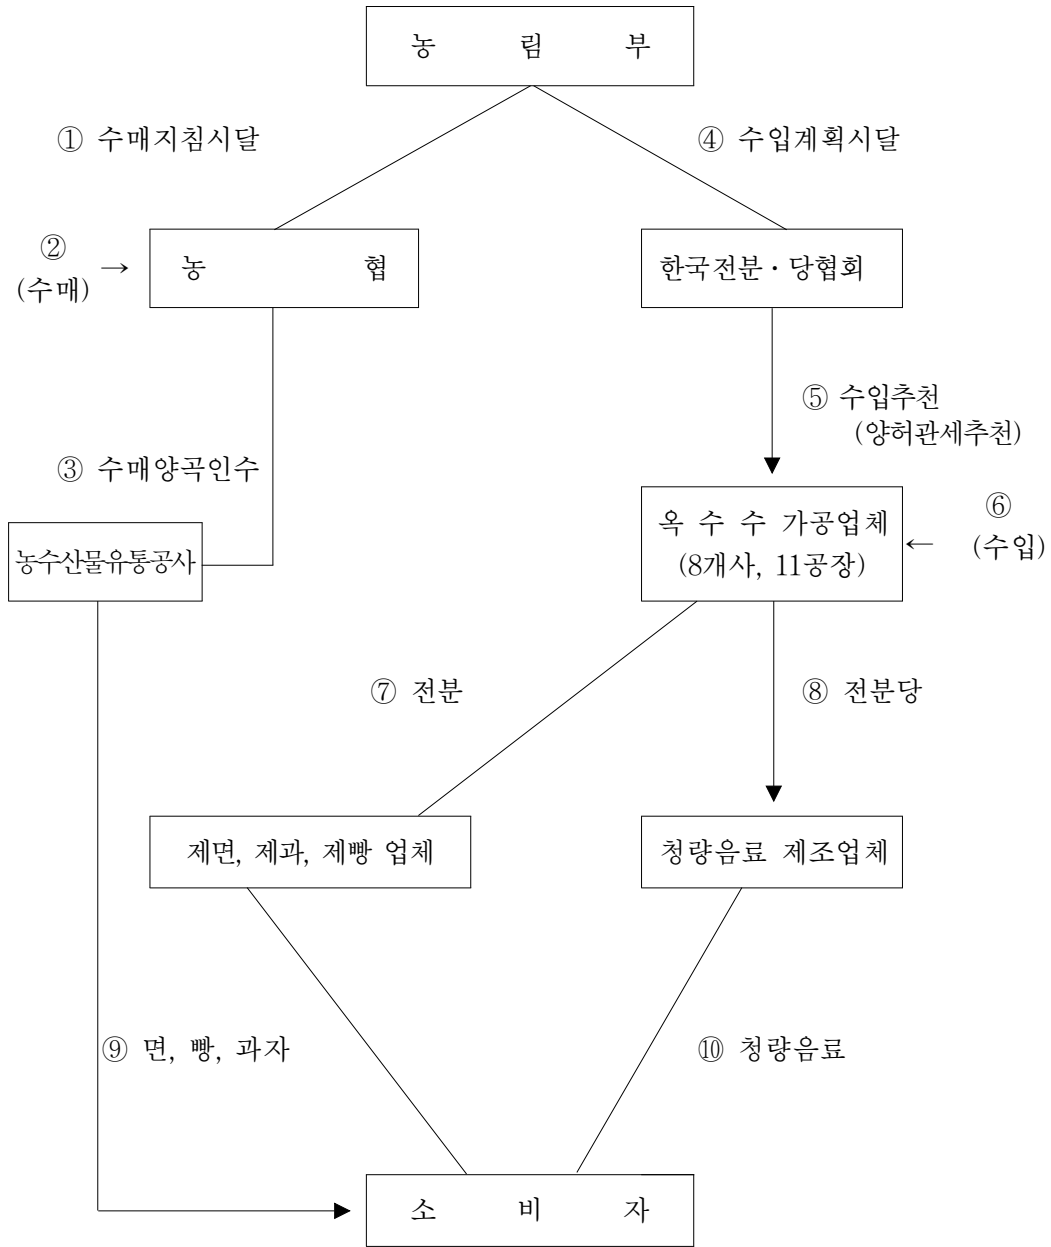 농 림 부
① 수매지침시달
④ 수입계획시달
②
(수매)
→
농 협
한국전분·당협회
⑤ 수입추천
(양허관세추천)
③ 수매양곡인수
농수산물유통공사
옥 수 수 가공업체
(8개사, 11공장)
←
⑥
(수입)
⑦ 전분
⑧ 전분당
제면, 제과, 제빵 업체
청량음료 제조업체
⑨ 면, 빵, 과자
⑩ 청량음료
소 비 자